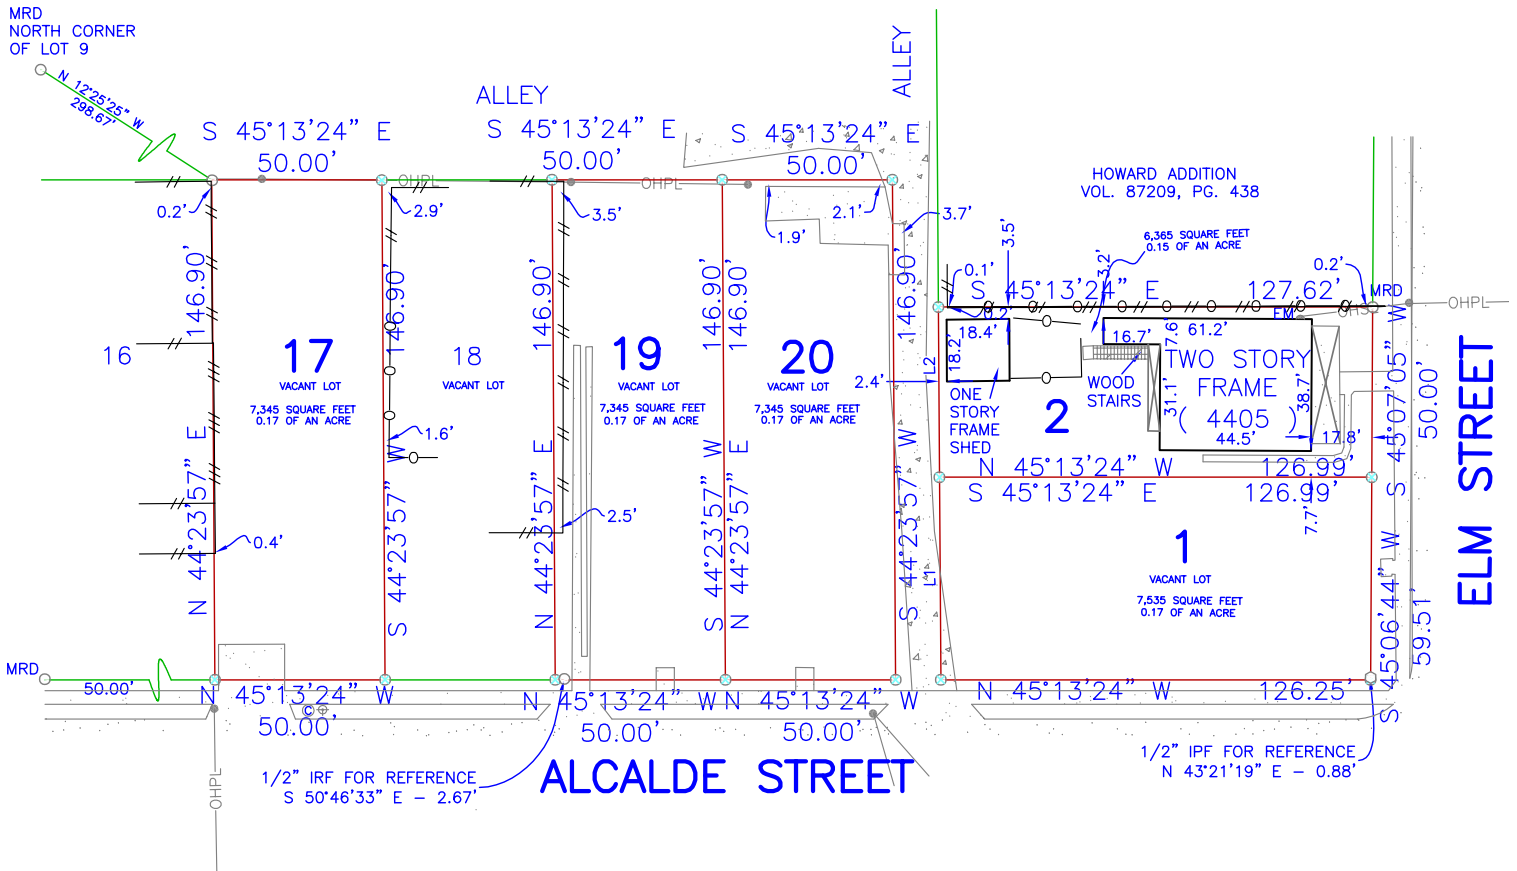 MRD
NORTH CORNER
OF LOT 9
N 12°25'25" W
298.67'
ALLEY
ALLEY
S 45°13'24" E
50.00'
S 45°13'24" E
50.00'
S 45°13'24" E
50.00'
HOWARD ADDITION
VOL. 87209, PG. 438
6,365 SQUARE FEET
0.15 OF AN ACRE
OHPL
OHPL
0.2'
2.9'
3.5'
1.9'
2.1'
3.7'
3.5'
3.2'
0.1'
0.2'
0.2'
S 45°13'24" E 127.62'
MRD
OHPL
EM
146.90'
146.90'
146.90'
146.90'
146.90'
146.90'
16
17
VACANT LOT
7,345 SQUARE FEET
0.17 OF AN ACRE
18
VACANT LOT
19
VACANT LOT
7,345 SQUARE FEET
0.17 OF AN ACRE
20
VACANT LOT
7,345 SQUARE FEET
0.17 OF AN ACRE
2.4'
L2
18.4'
18.2'
16.7'
7.6'
61.2'
TWO STORY
FRAME
( 4405 )
31.1'
38.7'
44.5'
17.8'
WOOD
STAIRS
ONE
STORY
FRAME
SHED
2
S 45°07'05" W
50.00'
ELM STREET
1.6'
0.4'
2.5'
N 44°23'57" E
S 44°23'57" W
N 44°23'57" E
S 44°23'57" W
N 44°23'57" E
S 44°23'57" W
L1
N 45°13'24" W 126.99'
S 45°13'24" E 126.99'
7.7'
1
VACANT LOT
7,535 SQUARE FEET
0.17 OF AN ACRE
S 45°06'44" W
59.51'
MRD
50.00'
N 45°13'24" W
50.00'
N 45°13'24" W
50.00'
N 45°13'24" W
50.00'
N 45°13'24" W 126.25'
©
OHPL
1/2" IRF FOR REFERENCE
S 50°46'33" E - 2.67'
ALCALDE STREET
1/2" IPF FOR REFERENCE
N 43°21'19" E - 0.88'